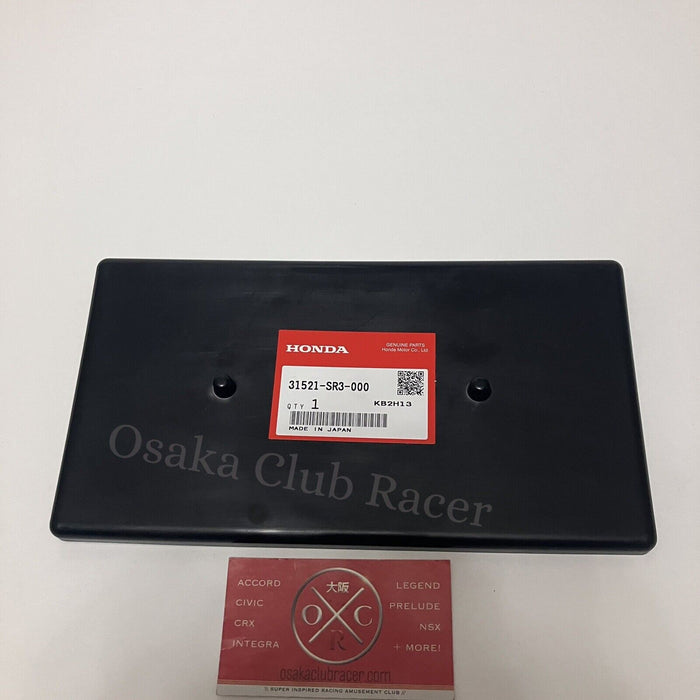 HONDA
GENUINE PARTS
Honda Motor Co., Ltd.
31521-SR3-000
QTY 1
KB2H13
MADE IN JAPAN
Osaka Club Racer
ACCORD
CIVIC
CRX
INTEGRA
大阪
O C
R
LEGEND
PRELUDE
NSX
+ MORE!
osakaclubracer.com
\\ SUPER INSPIRED RACING AMUSEMENT CLUB //